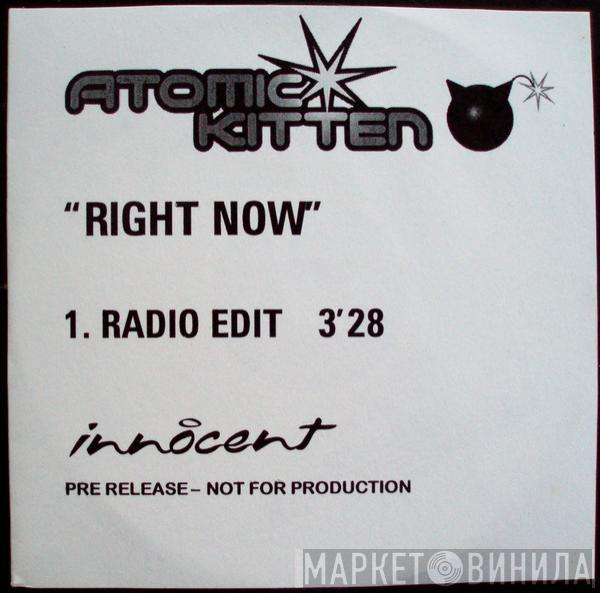 ATOMIC
KITTEN
"RIGHT NOW"
1. RADIO EDIT 3'28
innocent
PRE RELEASE – NOT FOR PRODUCTION
МАРКЕТ ВИНИЛА